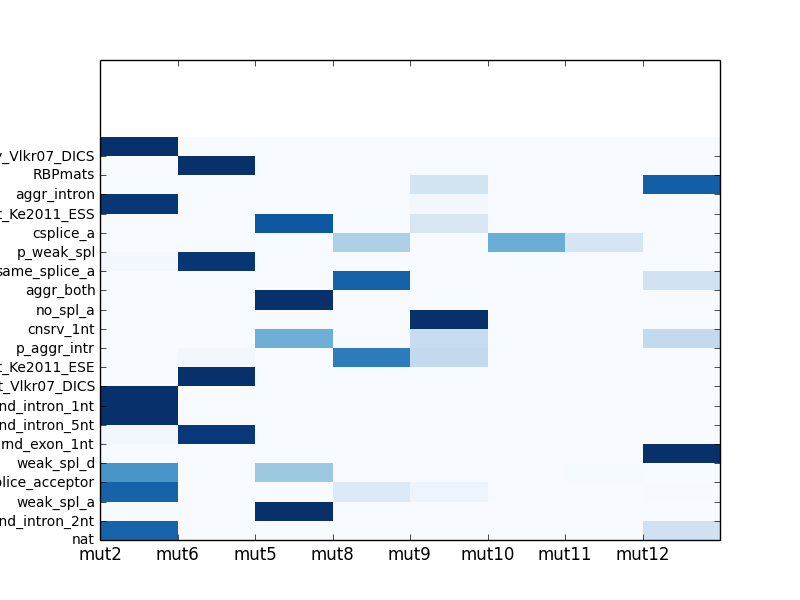 _Vlkr07_DICS
RBPmats
aggr_intron
t_Ke2011_ESS
csplice_a
p_weak_spl
same_splice_a
aggr_both
no_spl_a
cnsrv_1nt
p_aggr_intr
t_Ke2011_ESE
t_Vlkr07_DICS
nd_intron_1nt
nd_intron_5nt
rnd_exon_1nt
weak_spl_d
plice_acceptor
weak_spl_a
nd_intron_2nt
nat
mut2 mut6 mut5 mut8 mut9 mut10 mut11 mut12